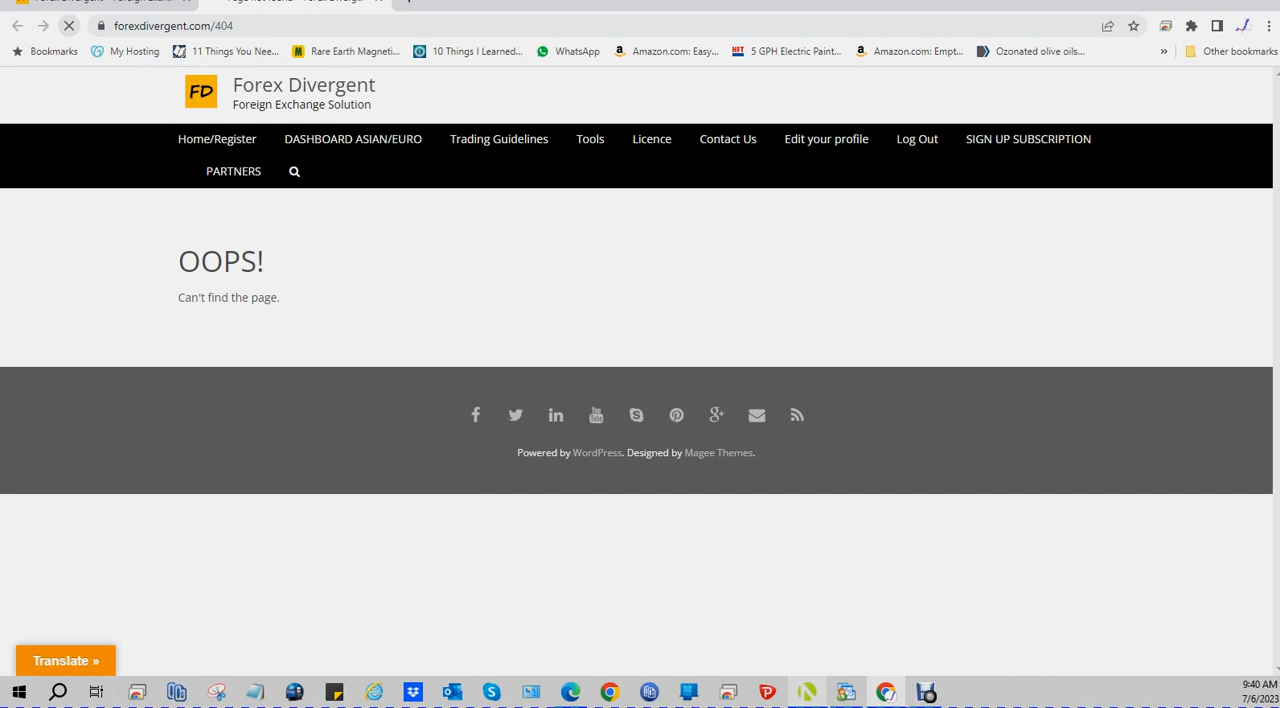 forexdivergent.com/404
Bookmarks My Hosting 11 Things You Nee... Rare Earth Magneti... 10 Things I Learned... WhatsApp Amazon.com: Easy... HFT 5 GPH Electric Paint... Amazon.com: Empt... Ozonated olive oils... » Other bookmarks
FD Forex Divergent
Foreign Exchange Solution
Home/Register DASHBOARD ASIAN/EURO Trading Guidelines Tools Licence Contact Us Edit your profile Log Out SIGN UP SUBSCRIPTION
PARTNERS
OOPS!
Can't find the page.
Powered by WordPress. Designed by Magee Themes.
Translate »
9:40 AM
7/6/2023